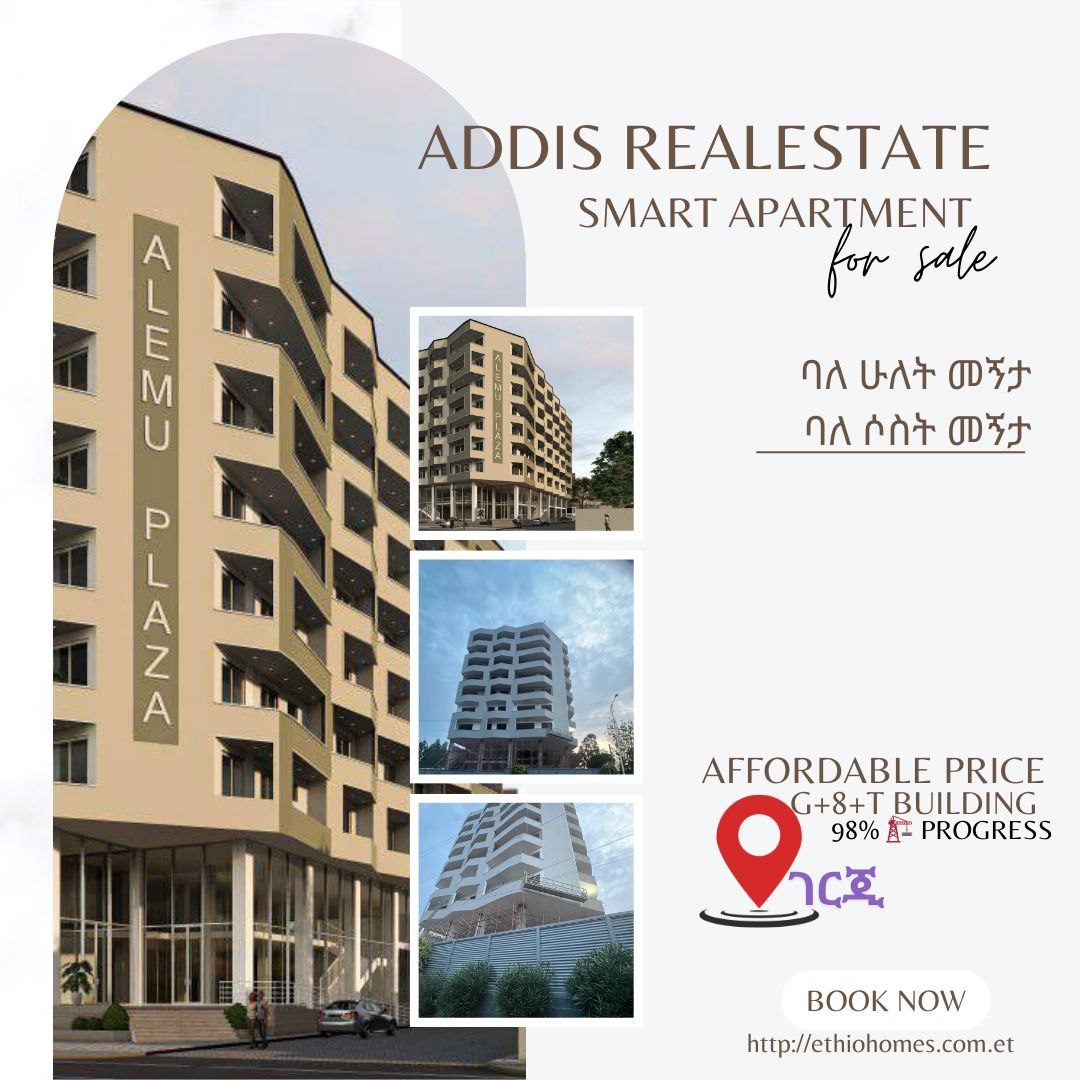 ADDIS REALESTATE
SMART APARTMENT
for sale
ALEMU PLAZA
ALEMU PLAZA
ባለ ሁለት መኝታ
ባለ ሶስት መኝታ
AFFORDABLE PRICE
G+8+T BUILDING
98% PROGRESS
ገርጂ
BOOK NOW
http://ethiohomes.com.et